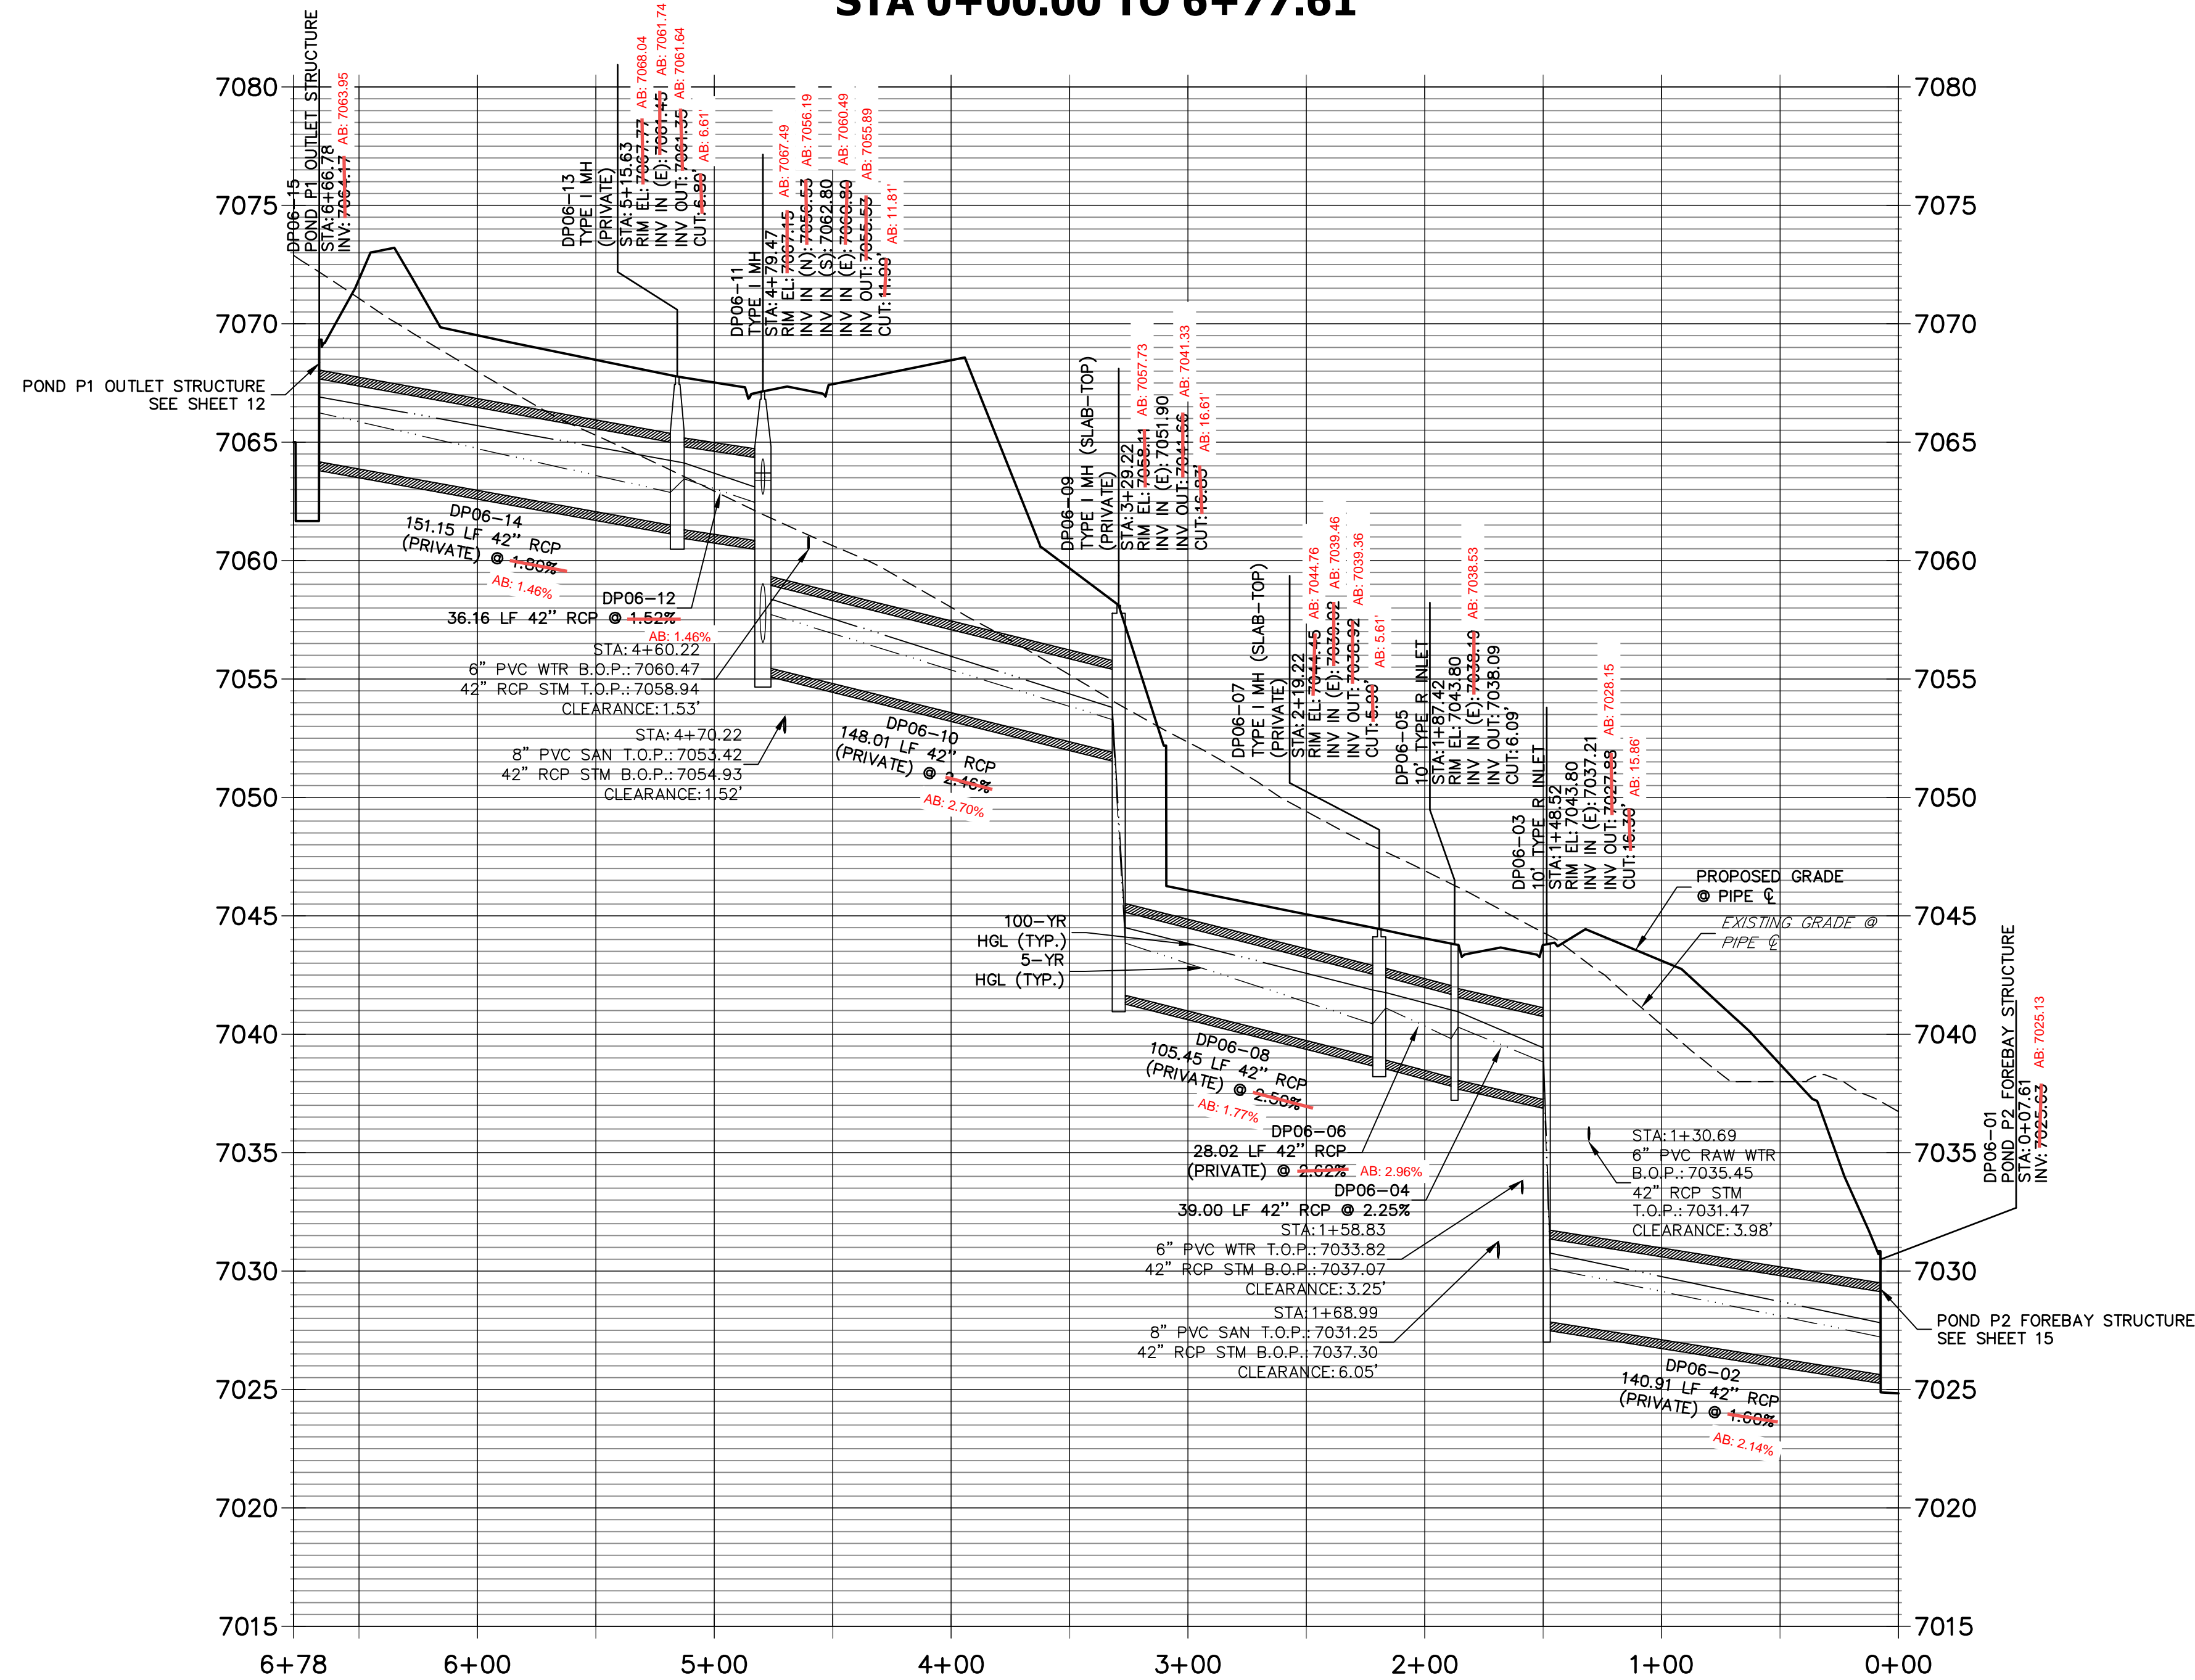 STA 0+00.00 TO 6+77.61
7080
7075
7070
7065
7060
7055
7050
7045
7040
7035
7030
7025
7020
7015
7080
7075
7070
7065
7060
7055
7050
7045
7040
7035
7030
7025
7020
7015
6+78
6+00
5+00
4+00
3+00
2+00
1+00
0+00
DP06-15
POND P1 OUTLET STRUCTURE
STA: 6+66.78
INV: 7064.17 AB: 7063.95
POND P1 OUTLET STRUCTURE
SEE SHEET 12
DP06-13
TYPE I MH
(PRIVATE)
STA: 5+15.63
RIM EL: 7067.77 AB: 7068.04
INV IN (E): 7061.45 AB: 7061.74
INV OUT: 7061.35 AB: 7061.64
CUT: AB: 6.61'
DP06-11
TYPE I MH
STA: 4+79.47
RIM EL: 7067.15 AB: 7067.49
INV IN (N): 7056.53 AB: 7056.19
INV IN (S): 7062.80
INV IN (E): 7060.80 AB: 7060.49
INV OUT: 7055.53 AB: 7055.89
CUT: AB: 11.81'
DP06-09
TYPE I MH (SLAB-TOP)
(PRIVATE)
STA: 3+29.22
RIM EL: 7058.11 AB: 7057.73
INV IN (E): 7051.90
INV OUT: 7041.66 AB: 7041.33
CUT: AB: 16.61'
DP06-07
TYPE I MH (SLAB-TOP)
(PRIVATE)
STA: 2+19.22
RIM EL: 7044.45 AB: 7044.76
INV IN (E): 7039.02 AB: 7039.46
INV OUT: 7038.92 AB: 7039.36
CUT: AB: 5.61'
DP06-05
10' TYPE R INLET
STA: 1+87.42
RIM EL: 7043.80
INV IN (E): 7038.19 AB: 7038.53
INV OUT: 7038.09
CUT: 6.09'
DP06-03
10' TYPE R INLET
STA: 1+48.52
RIM EL: 7043.80
INV IN (E): 7037.21
INV OUT: 7027.88 AB: 7028.15
CUT: 16.30' AB: 15.86'
DP06-01
POND P2 FOREBAY STRUCTURE
STA: 0+07.61
INV: 7025.63 AB: 7025.13
DP06-14
151.15 LF 42" RCP
(PRIVATE) @ 1.80%
AB: 1.46%
DP06-12
36.16 LF 42" RCP @ 1.52%
AB: 1.46%
STA: 4+60.22
6" PVC WTR B.O.P.: 7060.47
42" RCP STM T.O.P.: 7058.94
CLEARANCE: 1.53'
STA: 4+70.22
8" PVC SAN T.O.P.: 7053.42
42" RCP STM B.O.P.: 7054.93
CLEARANCE: 1.52'
DP06-10
148.01 LF 42" RCP
(PRIVATE) @ 2.46%
AB: 2.70%
100-YR
HGL (TYP.)
5-YR
HGL (TYP.)
PROPOSED GRADE
@ PIPE ℄
EXISTING GRADE @
PIPE ℄
DP06-08
105.45 LF 42" RCP
(PRIVATE) @ 2.50%
AB: 1.77%
DP06-06
28.02 LF 42" RCP
(PRIVATE) @ 2.62% AB: 2.96%
DP06-04
39.00 LF 42" RCP @ 2.25%
STA: 1+58.83
6" PVC WTR T.O.P.: 7033.82
42" RCP STM B.O.P.: 7037.07
CLEARANCE: 3.25'
STA: 1+68.99
8" PVC SAN T.O.P.: 7031.25
42" RCP STM B.O.P.: 7037.30
CLEARANCE: 6.05'
STA: 1+30.69
6" PVC RAW WTR
B.O.P.: 7035.45
42" RCP STM
T.O.P.: 7031.47
CLEARANCE: 3.98'
POND P2 FOREBAY STRUCTURE
SEE SHEET 15
DP06-02
140.91 LF 42" RCP
(PRIVATE) @ 1.60%
AB: 2.14%